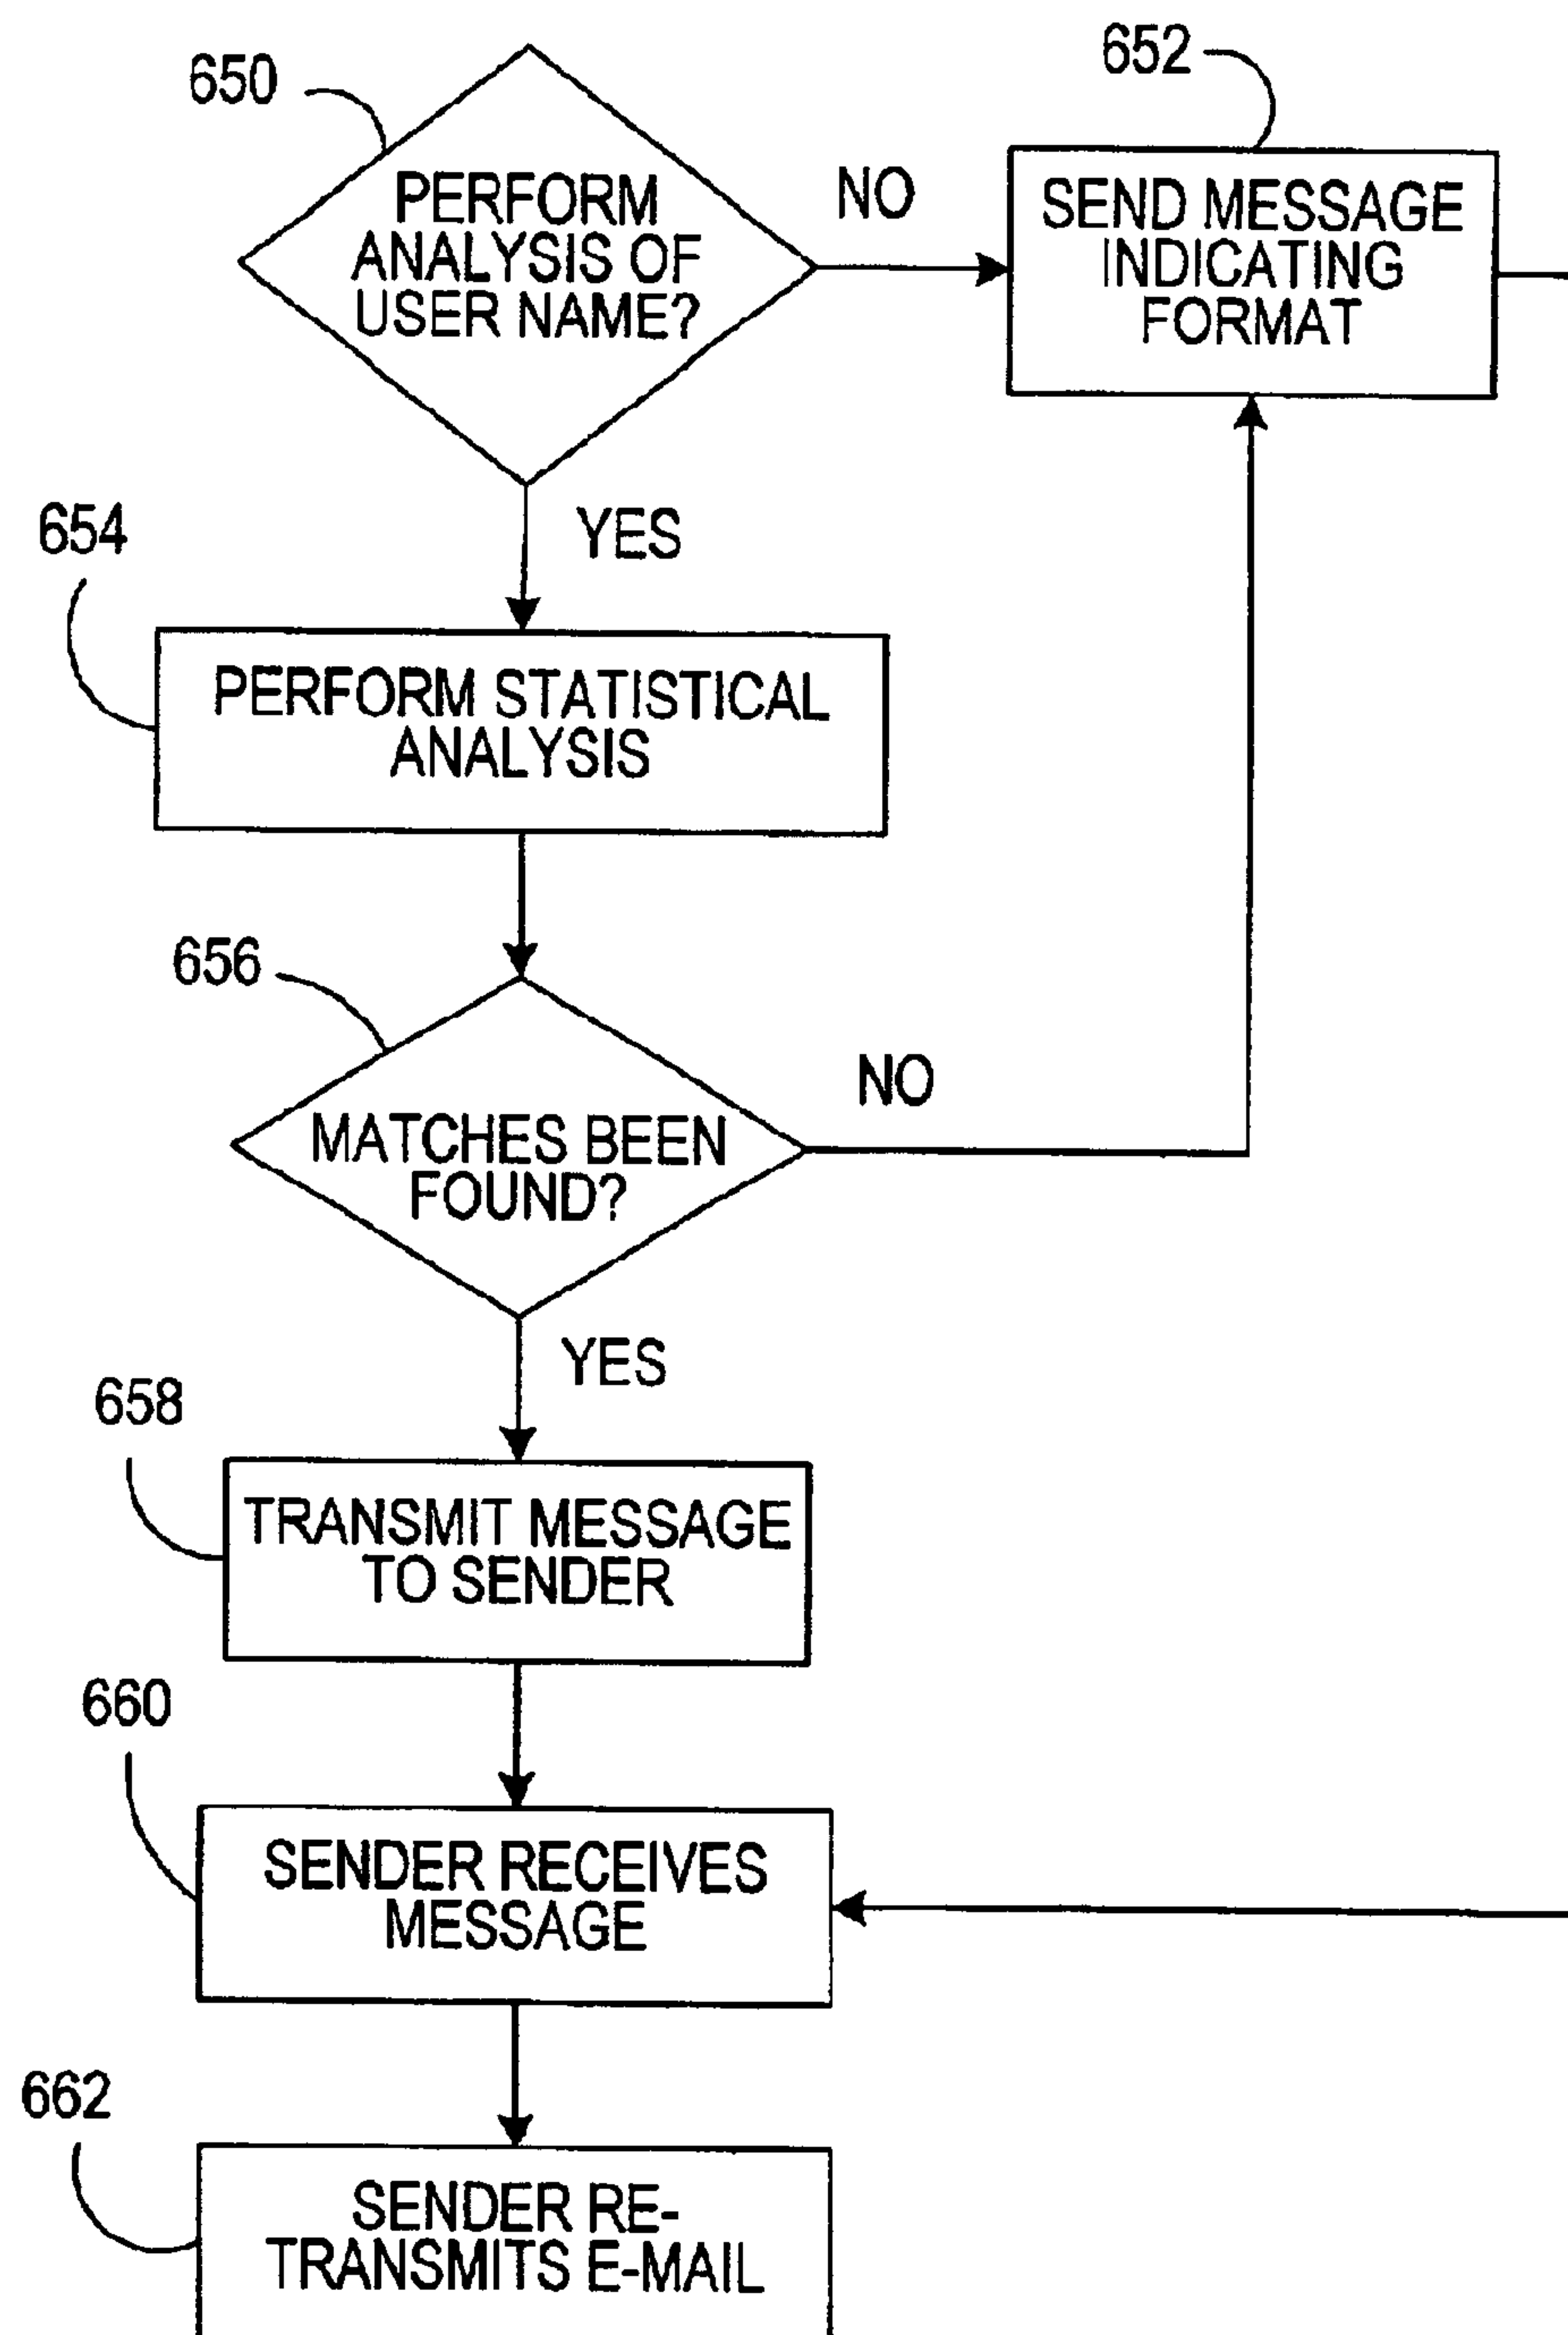 650
PERFORM
ANALYSIS OF
USER NAME?
NO
652
SEND MESSAGE
INDICATING
FORMAT
YES
654
PERFORM STATISTICAL
ANALYSIS
656
MATCHES BEEN
FOUND?
NO
YES
658
TRANSMIT MESSAGE
TO SENDER
660
SENDER RECEIVES
MESSAGE
662
SENDER RE-
TRANSMITS E-MAIL